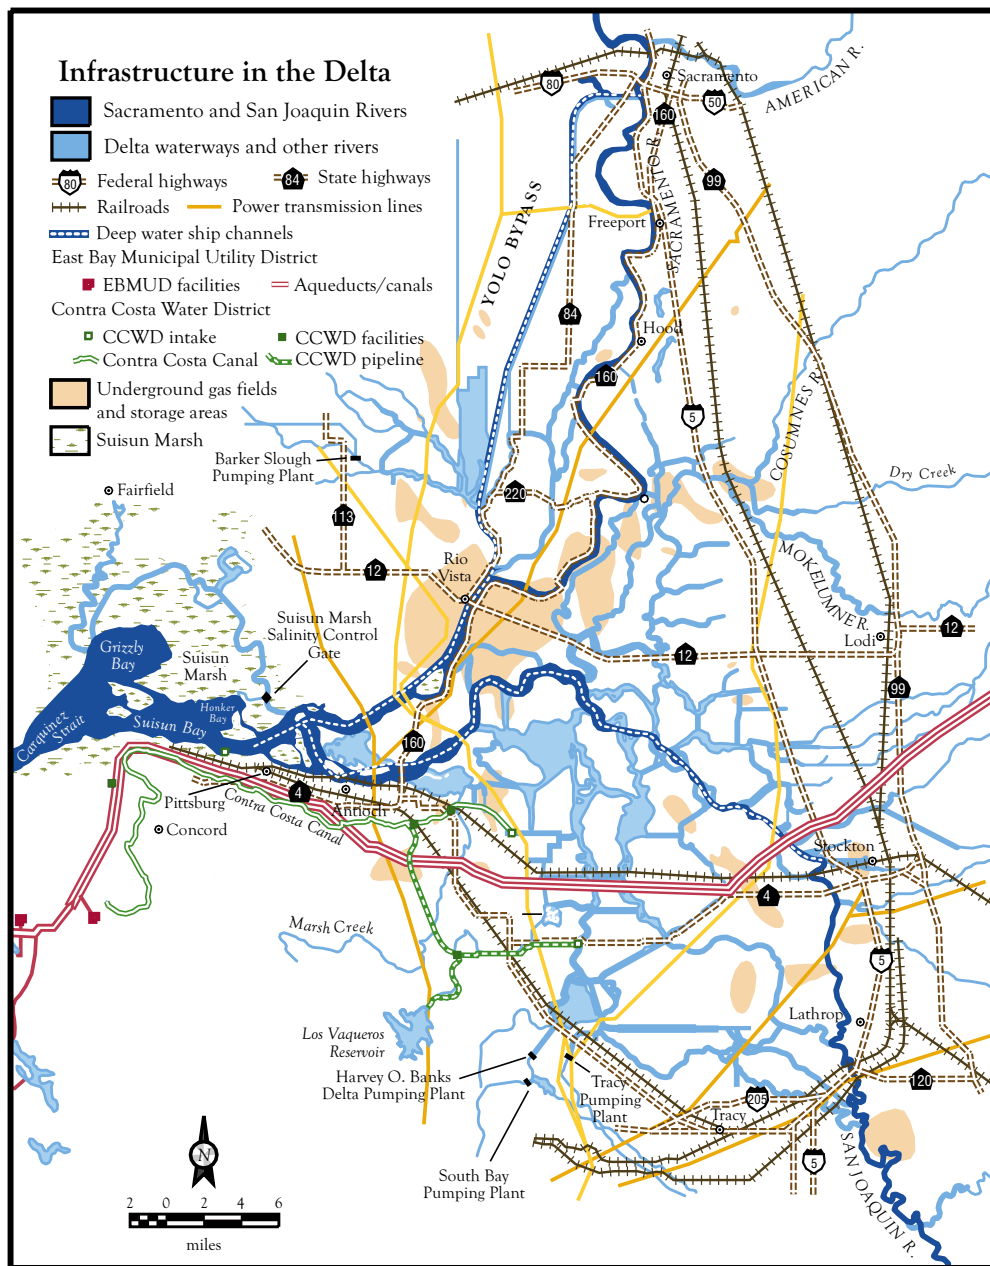 Infrastructure in the Delta
Sacramento and San Joaquin Rivers
Delta waterways and other rivers
80 Federal highways
84 State highways
Railroads
Power transmission lines
Deep water ship channels
East Bay Municipal Utility District
EBMUD facilities
Aqueducts/canals
Contra Costa Water District
CCWD intake
CCWD facilities
Contra Costa Canal
CCWD pipeline
Underground gas fields
and storage areas
Suisun Marsh
80
Sacramento
50
AMERICAN R.
160
99
SACRAMENTO R.
Freeport
YOLO BYPASS
84
Hood
160
5
COSUMNES R.
Barker Slough
Pumping Plant
Dry Creek
Fairfield
220
113
MOKELUMNE R.
12
Rio
Vista
Suisun Marsh
Salinity Control
Gate
Lodi
12
Grizzly
Bay
Suisun
Marsh
12
99
Honker
Bay
Suisun Bay
Carquinez
Strait
160
4
Pittsburg
Antioch
Contra Costa Canal
Concord
Stockton
4
Marsh Creek
5
Los Vaqueros
Reservoir
Lathrop
Harvey O. Banks
Delta Pumping Plant
Tracy
Pumping
Plant
205
120
Tracy
South Bay
Pumping Plant
5
SAN JOAQUIN R.
N
2 0 2 4 6
miles